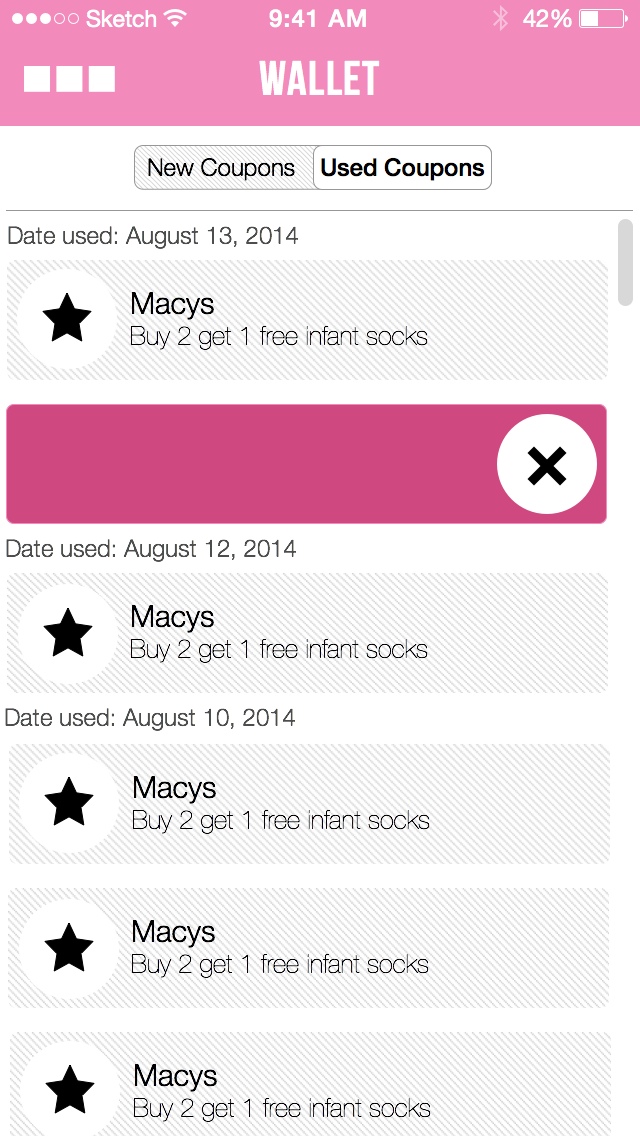 Sketch 9:41 AM 42%
WALLET
New Coupons Used Coupons
Date used: August 13, 2014
Macys
Buy 2 get 1 free infant socks
Date used: August 12, 2014
Macys
Buy 2 get 1 free infant socks
Date used: August 10, 2014
Macys
Buy 2 get 1 free infant socks
Macys
Buy 2 get 1 free infant socks
Macys
Buy 2 get 1 free infant socks